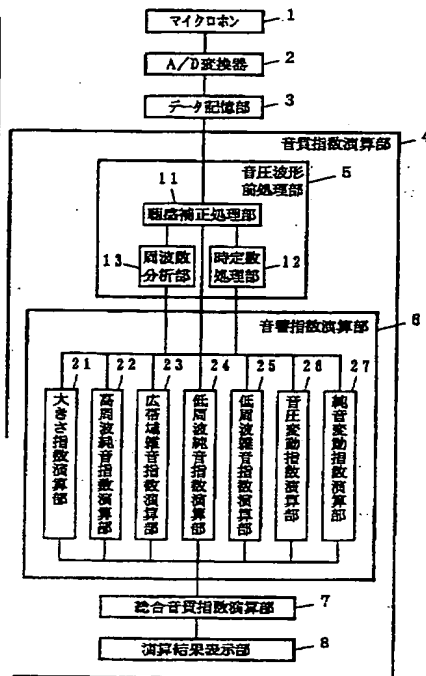 マイクロホン 1
A/D変換器 2
データ記憶部 3
音質指数演算部 4
音圧波形
前処理部 5
11
聴感補正処理部
周波数
分析部 13
時定数
処理部 12
音響指数演算部 6
21 22 23 24 25 26 27
大きさ指数演算部
高周波純音指数演算部
広帯域雑音指数演算部
低周波純音指数演算部
低周波雑音指数演算部
音圧変動指数演算部
純音変動指数演算部
総合音質指数演算部 7
演算結果表示部 8